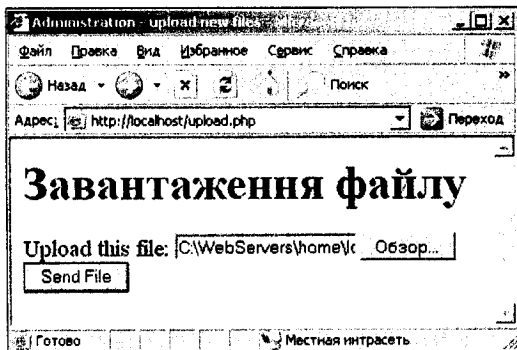 Administration - upload new files
Файл Правка Вид Избранное Сервис Справка
Назад Поиск »
Адрес: http://localhost/upload.php Переход
Завантаження файлу
Upload this file: C:\WebServers\home\lo Обзор...
Send File
Готово Местная интрасеть